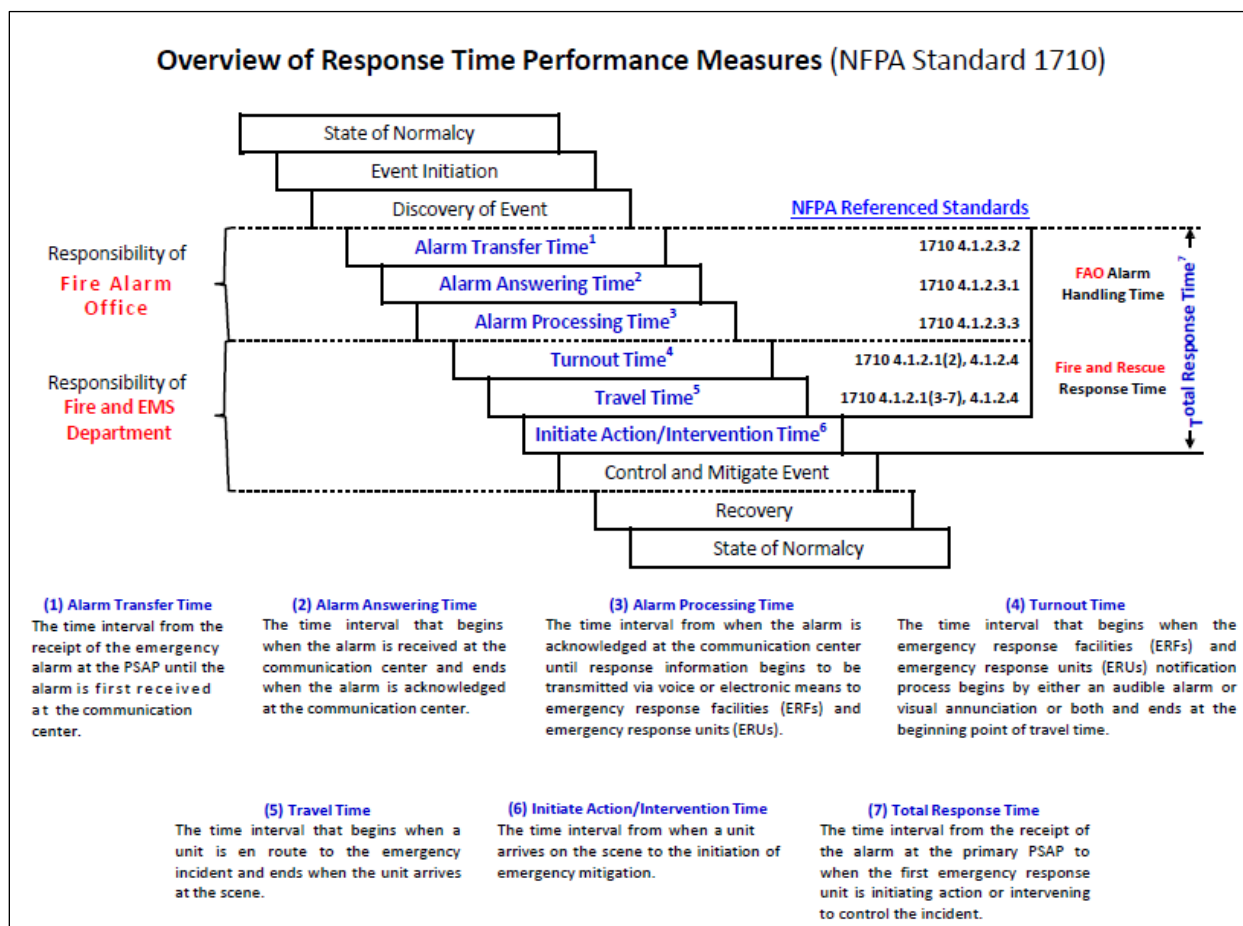 Overview of Response Time Performance Measures (NFPA Standard 1710)
State of Normalcy
Event Initiation
Discovery of Event
NFPA Referenced Standards
Responsibility of
Fire Alarm
Office
Alarm Transfer Time1
1710 4.1.2.3.2
Alarm Answering Time2
1710 4.1.2.3.1
Alarm Processing Time3
1710 4.1.2.3.3
FAO Alarm
Handling Time
Responsibility of
Fire and EMS
Department
Turnout Time4
1710 4.1.2.1(2), 4.1.2.4
Travel Time5
1710 4.1.2.1(3-7), 4.1.2.4
Fire and Rescue
Response Time
Total Response Time7
Initiate Action/Intervention Time6
Control and Mitigate Event
Recovery
State of Normalcy
(1) Alarm Transfer Time
The time interval from the
receipt of the emergency
alarm at the PSAP until the
alarm is first received
at the communication
center.
(2) Alarm Answering Time
The time interval that begins
when the alarm is received at the
communication center and ends
when the alarm is acknowledged
at the communication center.
(3) Alarm Processing Time
The time interval from when the alarm is
acknowledged at the communication center
until response information begins to be
transmitted via voice or electronic means to
emergency response facilities (ERFs) and
emergency response units (ERUs).
(4) Turnout Time
The time interval that begins when the
emergency response facilities (ERFs) and
emergency response units (ERUs) notification
process begins by either an audible alarm or
visual annunciation or both and ends at the
beginning point of travel time.
(5) Travel Time
The time interval that begins when a
unit is en route to the emergency
incident and ends when the unit arrives
at the scene.
(6) Initiate Action/Intervention Time
The time interval from when a unit
arrives on the scene to the initiation of
emergency mitigation.
(7) Total Response Time
The time interval from the receipt of
the alarm at the primary PSAP to
when the first emergency response
unit is initiating action or intervening
to control the incident.